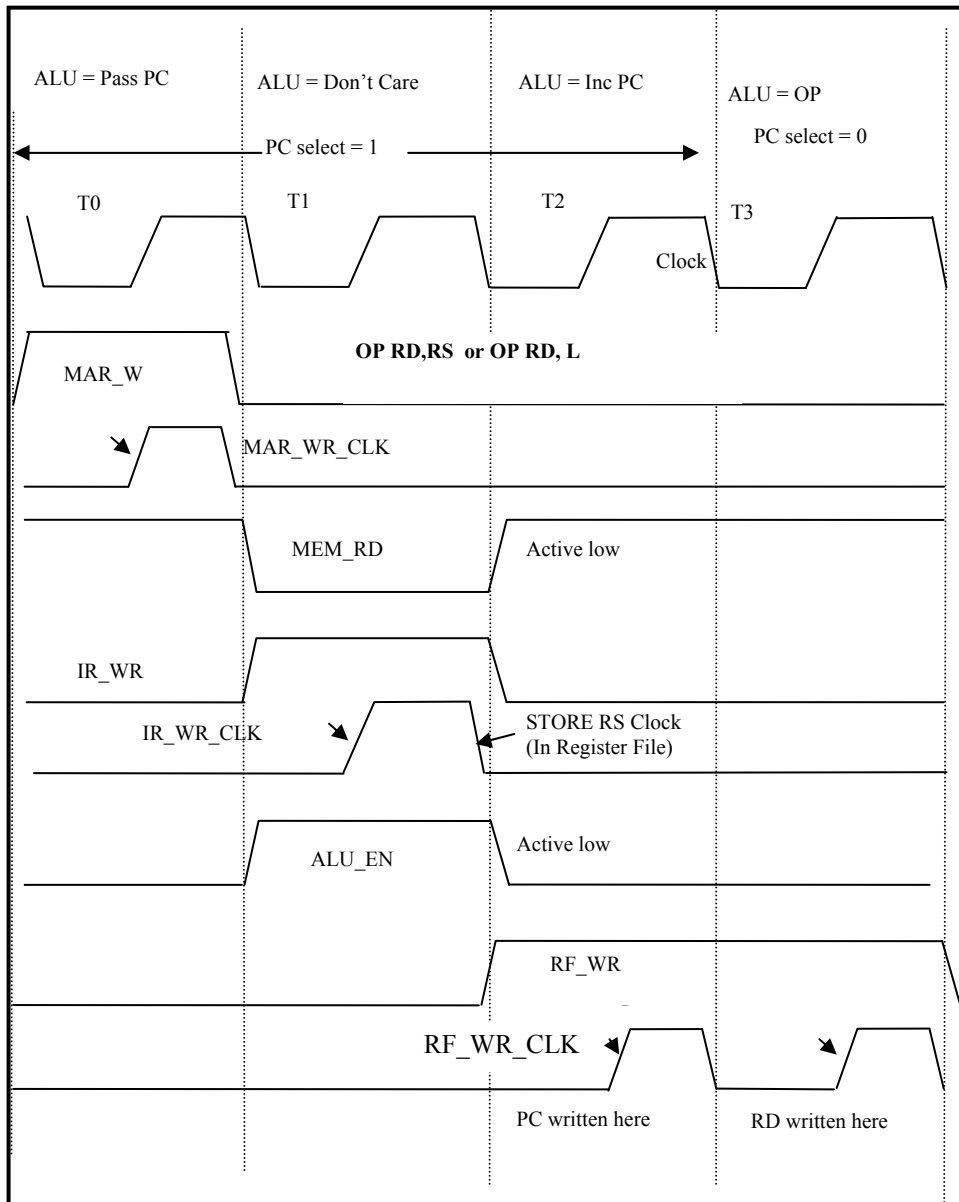 ALU = Pass PC
ALU = Don't Care
ALU = Inc PC
ALU = OP
PC select = 1
PC select = 0
T0
T1
T2
T3
Clock
OP RD,RS or OP RD, L
MAR_W
MAR_WR_CLK
MEM_RD
Active low
IR_WR
IR_WR_CLK
STORE RS Clock
(In Register File)
ALU_EN
Active low
RF_WR
RF_WR_CLK
PC written here
RD written here